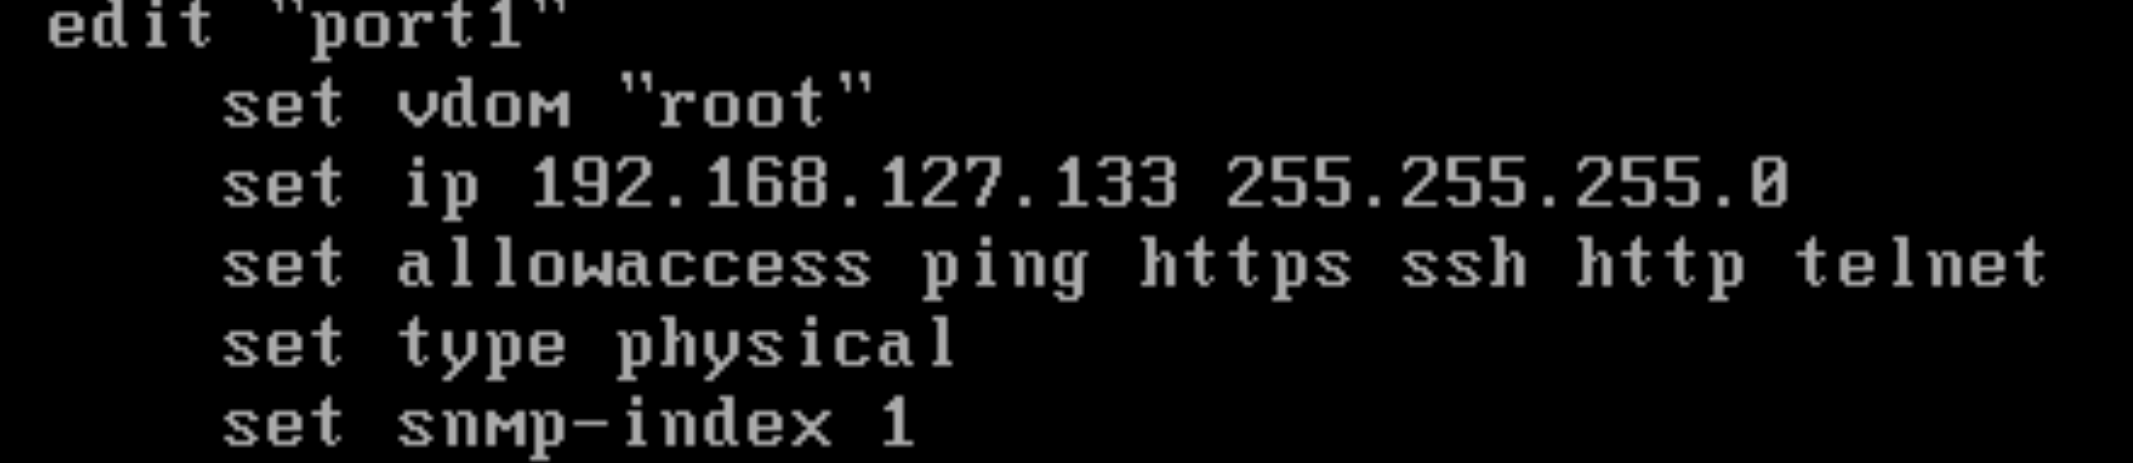 edit "port1"
set vdom "root"
set ip 192.168.127.133 255.255.255.0
set allowaccess ping https ssh http telnet
set type physical
set snmp-index 1